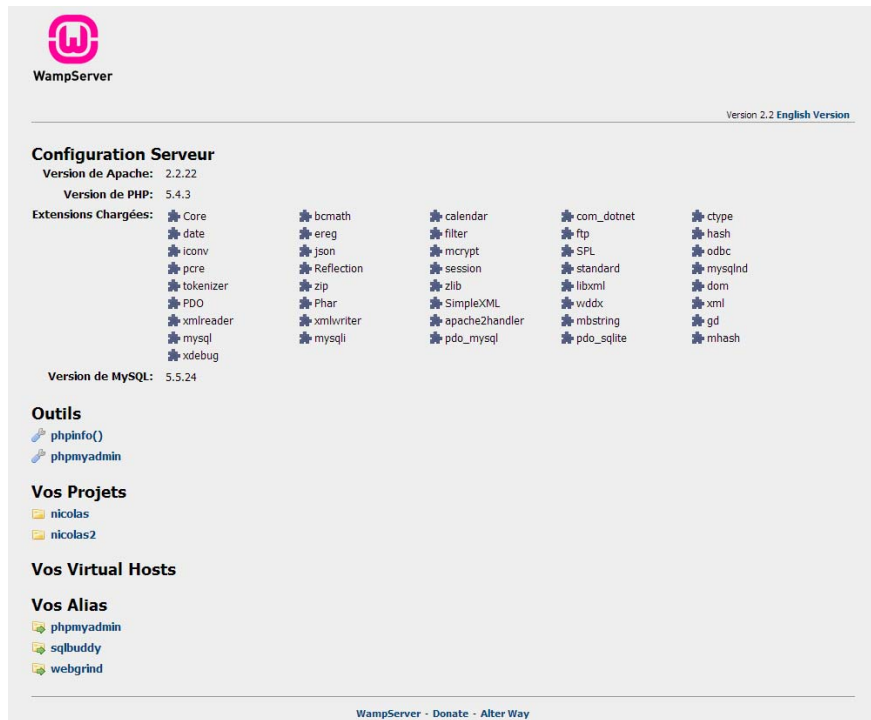 WampServer
Version 2.2 English Version
Configuration Serveur
Version de Apache: 2.2.22
Version de PHP: 5.4.3
Extensions Chargées: Core bcmath calendar com_dotnet ctype
date ereg filter ftp hash
iconv json mcrypt SPL odbc
pcre Reflection session standard mysqlnd
tokenizer zip zlib libxml dom
PDO Phar SimpleXML wddx xml
xmlreader xmlwriter apache2handler mbstring gd
mysql mysqli pdo_mysql pdo_sqlite mhash
xdebug
Version de MySQL: 5.5.24
Outils
phpinfo()
phpmyadmin
Vos Projets
nicolas
nicolas2
Vos Virtual Hosts
Vos Alias
phpmyadmin
sqlbuddy
webgrind
WampServer - Donate - Alter Way